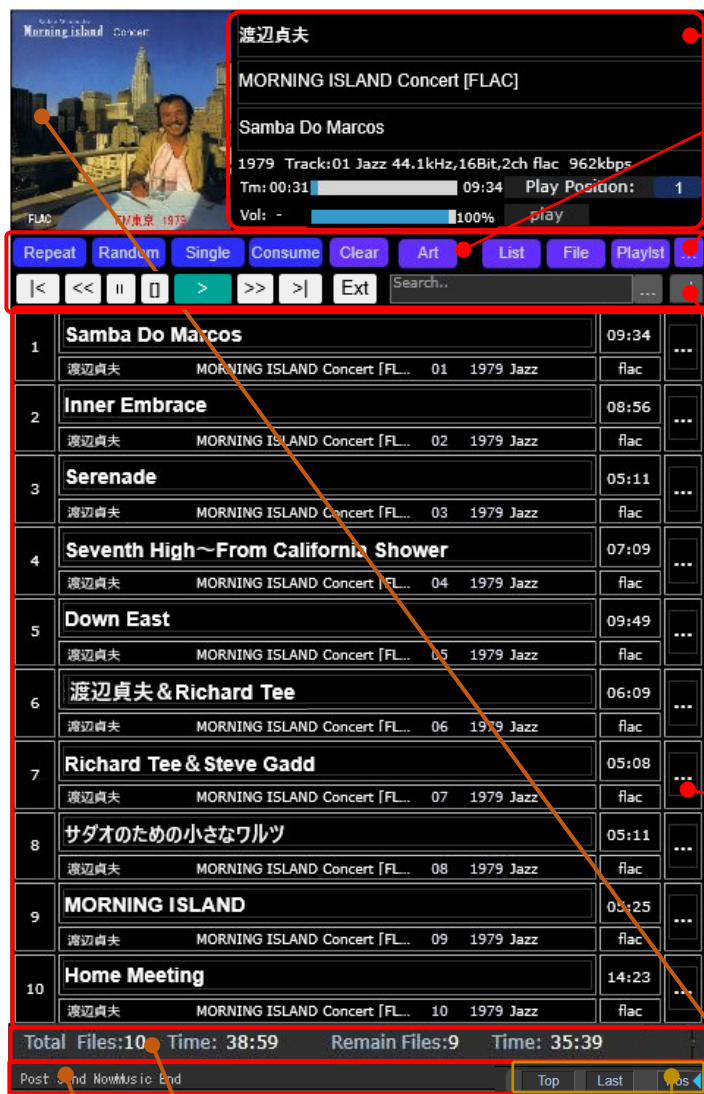 Morning island Concert
FLAC FM東京 1979
渡辺貞夫
MORNING ISLAND Concert [FLAC]
Samba Do Marcos
1979 Track:01 Jazz 44.1kHz,16Bit,2ch flac 962kbps
Tm: 00:31 09:34 Play Position: 1
Vol: - 100% play
Repeat Random Single Consume Clear Art List File Playlst ...
|< << II [] > >> >| Ext Search.. ...
1 Samba Do Marcos 09:34 ...
渡辺貞夫 MORNING ISLAND Concert [FL... 01 1979 Jazz flac
2 Inner Embrace 08:56 ...
渡辺貞夫 MORNING ISLAND Concert [FL... 02 1979 Jazz flac
3 Serenade 05:11 ...
渡辺貞夫 MORNING ISLAND Concert [FL... 03 1979 Jazz flac
4 Seventh High～From California Shower 07:09 ...
渡辺貞夫 MORNING ISLAND Concert [FL... 04 1979 Jazz flac
5 Down East 09:49 ...
渡辺貞夫 MORNING ISLAND Concert [FL... 05 1979 Jazz flac
6 渡辺貞夫＆Richard Tee 06:09 ...
渡辺貞夫 MORNING ISLAND Concert [FL... 06 1979 Jazz flac
7 Richard Tee＆Steve Gadd 05:08 ...
渡辺貞夫 MORNING ISLAND Concert [FL... 07 1979 Jazz flac
8 サダオのための小さなワルツ 05:11 ...
渡辺貞夫 MORNING ISLAND Concert [FL... 08 1979 Jazz flac
9 MORNING ISLAND 05:25 ...
渡辺貞夫 MORNING ISLAND Concert [FL... 09 1979 Jazz flac
10 Home Meeting 14:23 ...
渡辺貞夫 MORNING ISLAND Concert [FL... 10 1979 Jazz flac
Total Files:10 Time: 38:59 Remain Files:9 Time: 35:39
Post Send NowMusic End Top Last Pos